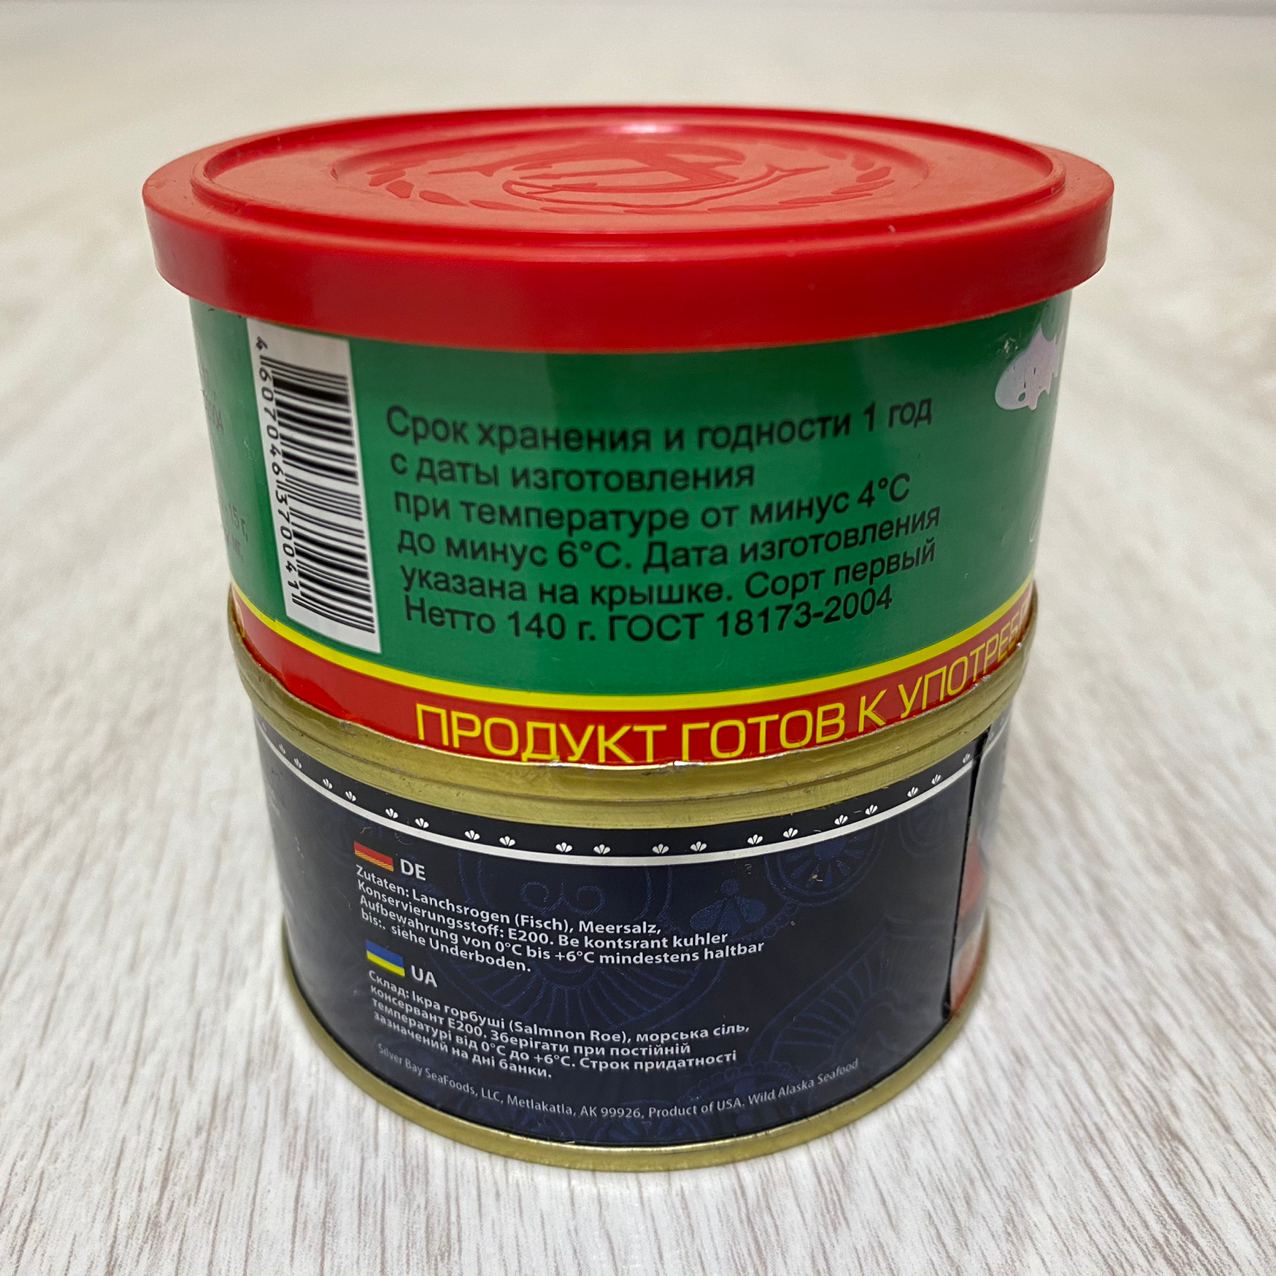 4607046370041
Срок хранения и годности 1 год
с даты изготовления
при температуре от минус 4°C
до минус 6°C. Дата изготовления
указана на крышке. Сорт первый
Нетто 140 г. ГОСТ 18173-2004
ПРОДУКТ ГОТОВ К УПОТРЕБ
DE
Zutaten: Lanchsrogen (Fisch), Meersalz,
Konservierungsstoff: E200. Be kontsrant kuhler
Aufbewahrung von 0°C bis +6°C mindestens haltbar
bis:. siehe Underboden.
UA
Склад: Ікра горбуші (Salmnon Roe), морська сіль,
консервант E200. Зберігати при постійній
температурі від 0°C до +6°C. Строк придатності
зазначений на дні банки.
Silver Bay SeaFoods, LLC, Metlakatla, AK 99926, Product of USA. Wild Alaska Seafood